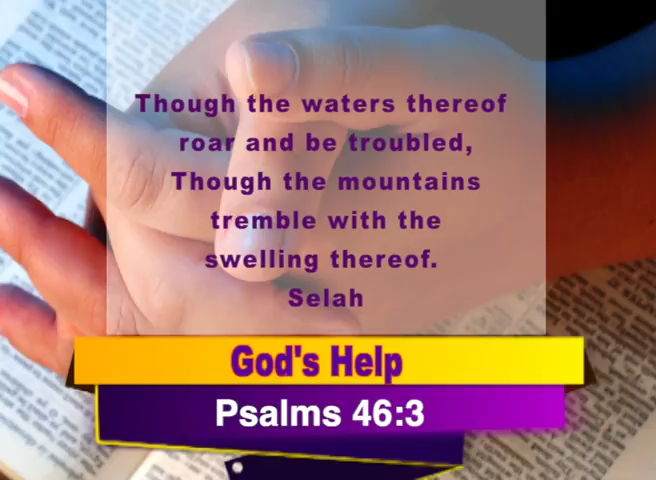 Though the waters thereof
roar and be troubled,
Though the mountains
tremble with the
swelling thereof.
Selah
God's Help
Psalms 46:3